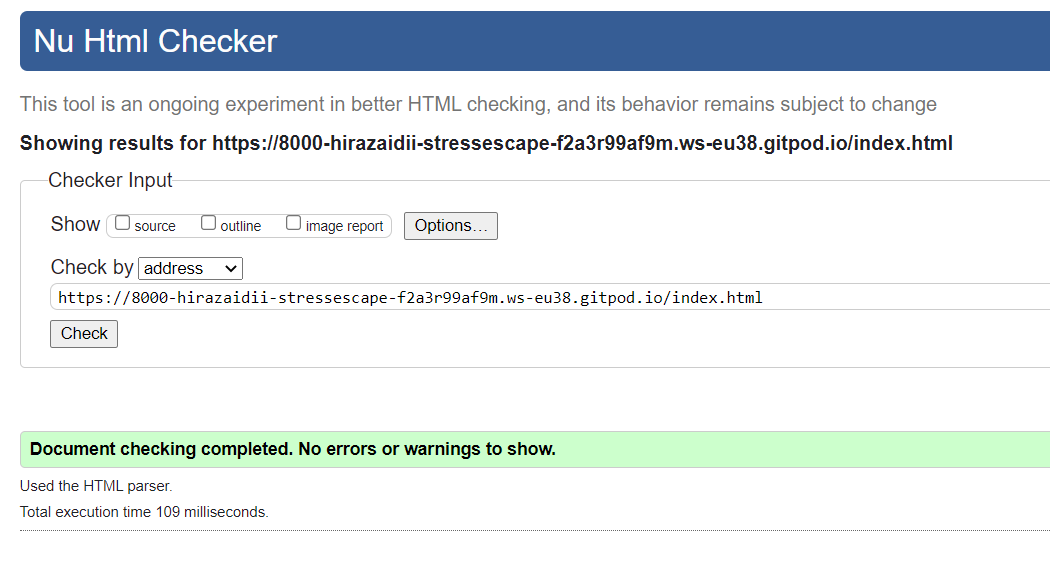 Nu Html Checker
This tool is an ongoing experiment in better HTML checking, and its behavior remains subject to change
Showing results for https://8000-hirazaidii-stressescape-f2a3r99af9m.ws-eu38.gitpod.io/index.html
Checker Input
Show source outline image report Options…
Check by address
https://8000-hirazaidii-stressescape-f2a3r99af9m.ws-eu38.gitpod.io/index.html
Check
Document checking completed. No errors or warnings to show.
Used the HTML parser.
Total execution time 109 milliseconds.